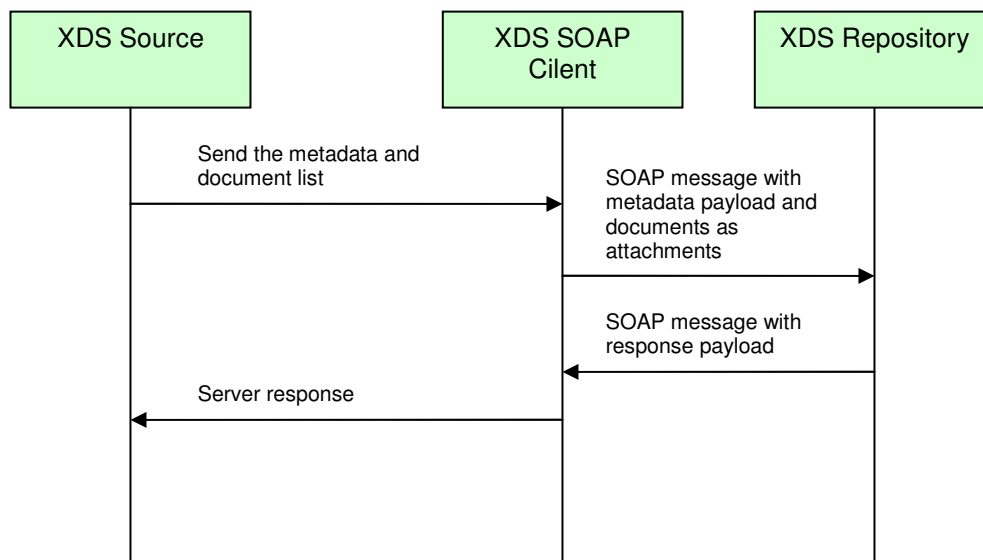 XDS Source
XDS SOAP
Cilent
XDS Repository
Send the metadata and
document list
SOAP message with
metadata payload and
documents as
attachments
SOAP message with
response payload
Server response